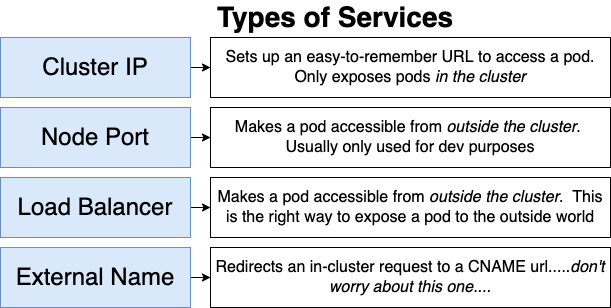 Types of Services
Cluster IP
Sets up an easy-to-remember URL to access a pod.
Only exposes pods in the cluster
Node Port
Makes a pod accessible from outside the cluster.
Usually only used for dev purposes
Load Balancer
Makes a pod accessible from outside the cluster.  This
is the right way to expose a pod to the outside world
External Name
Redirects an in-cluster request to a CNAME url.....don't
worry about this one....